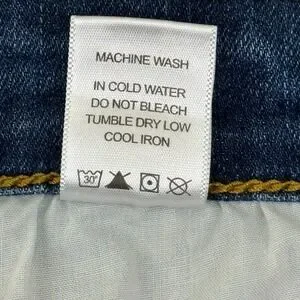 MACHINE WASH
IN COLD WATER
DO NOT BLEACH
TUMBLE DRY LOW
COOL IRON
30°